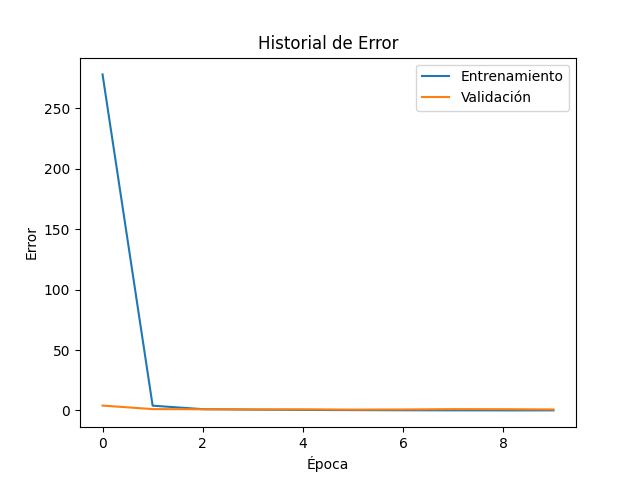 Historial de Error
Entrenamiento
Validación
Error
250
200
150
100
50
0
0 2 4 6 8
Época